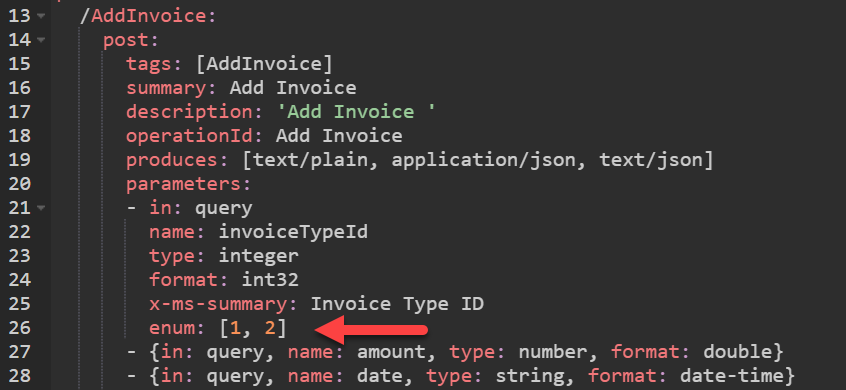 13 /AddInvoice:
14 post:
15 tags: [AddInvoice]
16 summary: Add Invoice
17 description: 'Add Invoice '
18 operationId: Add Invoice
19 produces: [text/plain, application/json, text/json]
20 parameters:
21 - in: query
22 name: invoiceTypeId
23 type: integer
24 format: int32
25 x-ms-summary: Invoice Type ID
26 enum: [1, 2]
27 - {in: query, name: amount, type: number, format: double}
28 - {in: query, name: date, type: string, format: date-time}